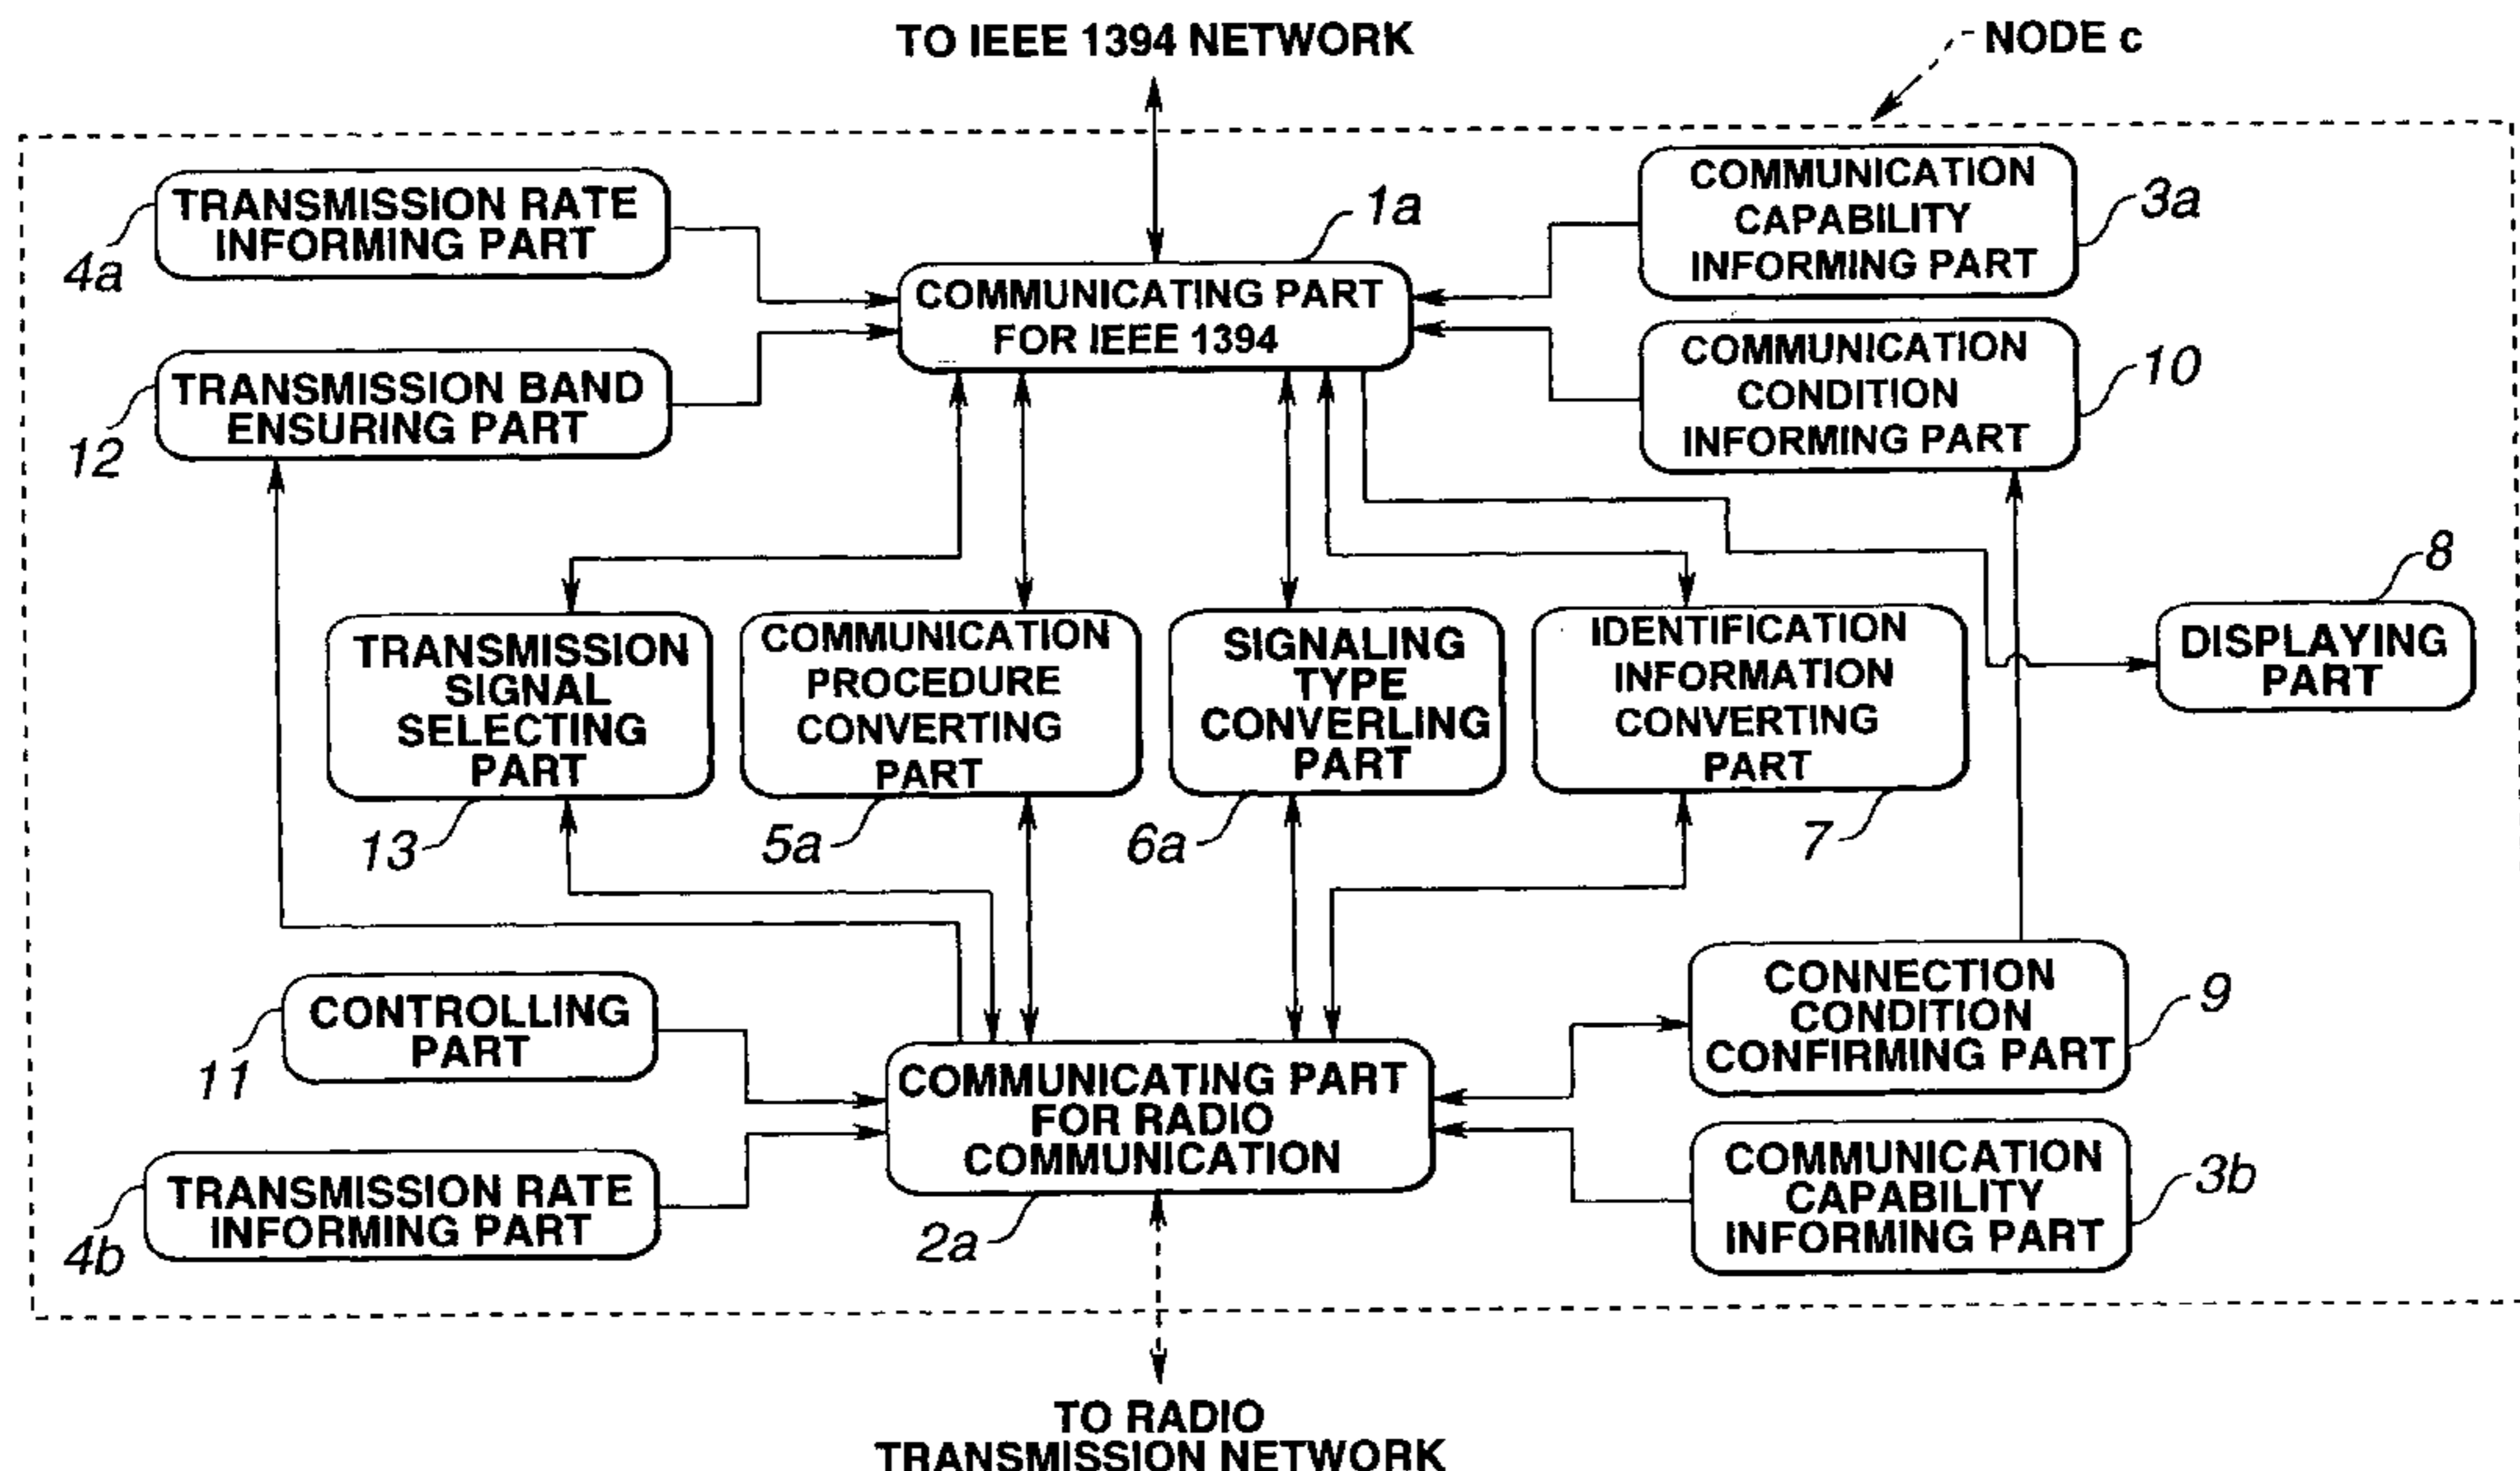 TO IEEE 1394 NETWORK
NODE c
TRANSMISSION RATE
INFORMING PART
4a
1a
COMMUNICATION
CAPABILITY
INFORMING PART
3a
COMMUNICATING PART
FOR IEEE 1394
TRANSMISSION BAND
ENSURING PART
12
COMMUNICATION
CONDITION
INFORMING PART
10
TRANSMISSION
SIGNAL
SELECTING
PART
13
COMMUNICATION
PROCEDURE
CONVERTING
PART
5a
SIGNALING
TYPE
CONVERLING
PART
6a
IDENTIFICATION
INFORMATION
CONVERTING
PART
7
8
DISPLAYING
PART
CONTROLLING
PART
11
COMMUNICATING PART
FOR RADIO
COMMUNICATION
2a
CONNECTION
CONDITION
CONFIRMING PART
9
TRANSMISSION RATE
INFORMING PART
4b
COMMUNICATION
CAPABILITY
INFORMING PART
3b
TO RADIO
TRANSMISSION NETWORK